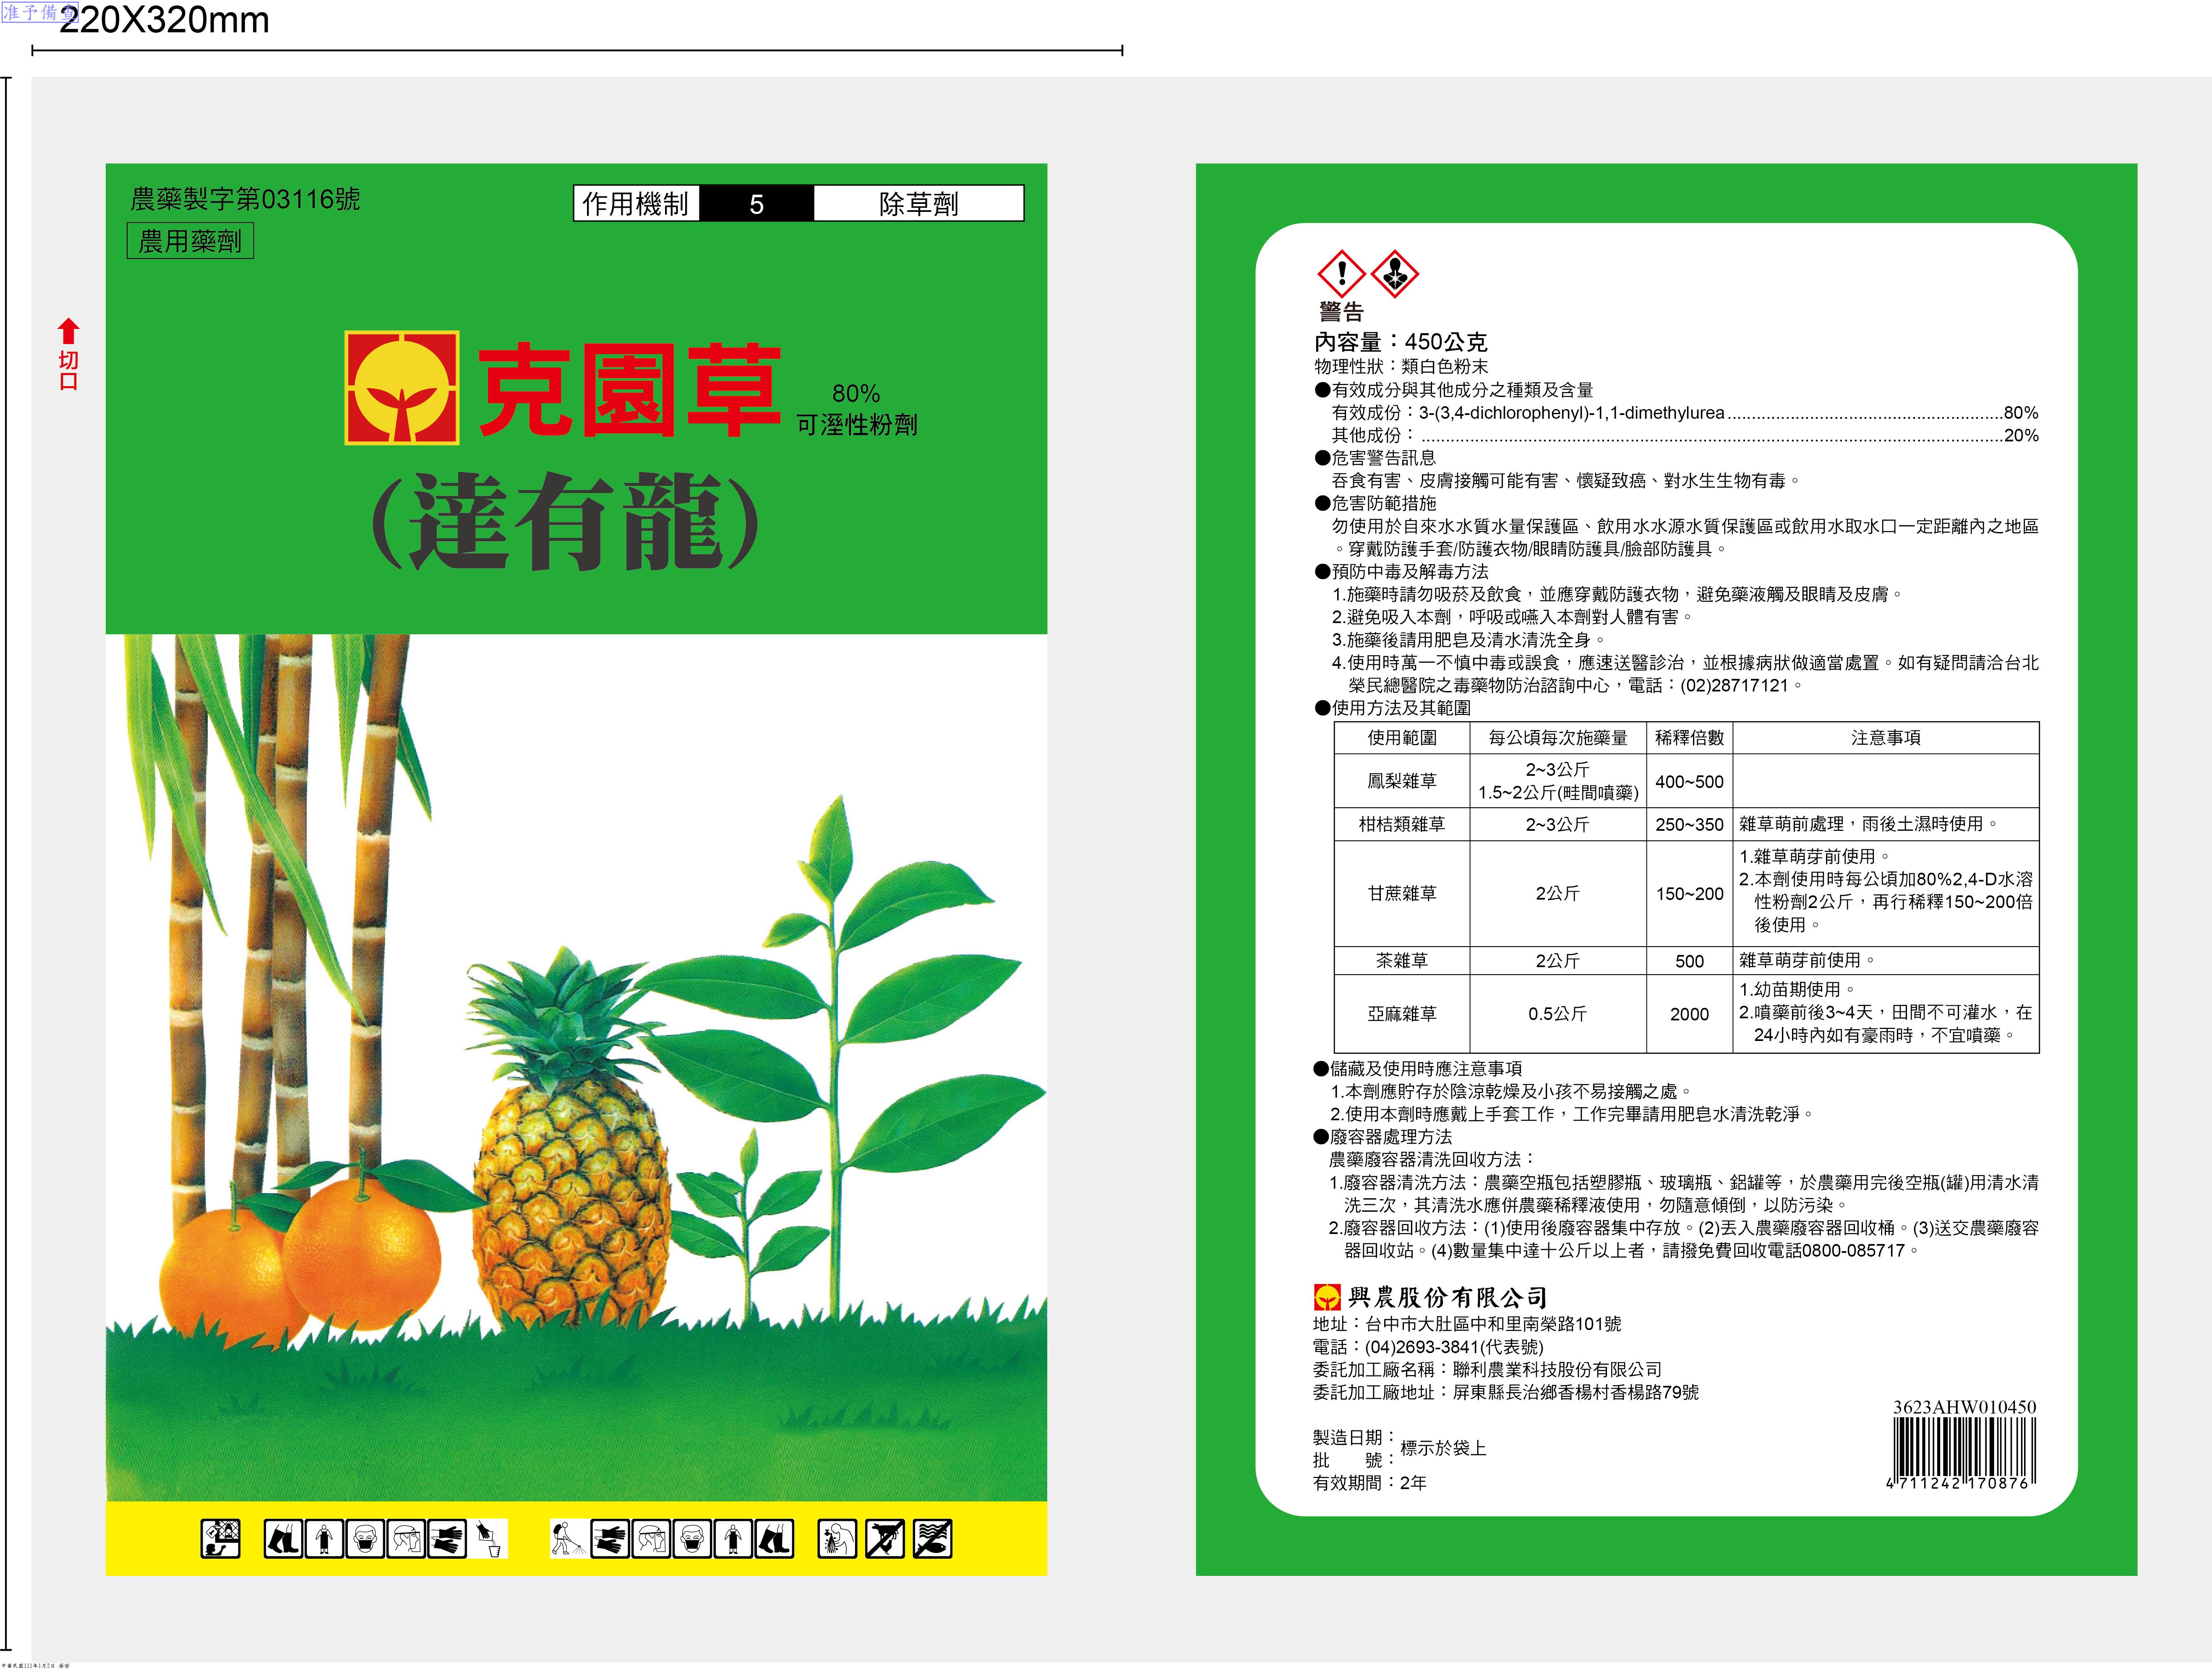 准予備查
220X320mm
切口
農藥製字第03116號
農用藥劑
作用機制 5 除草劑
克園草
80%
可溼性粉劑
(達有龍)
警告
內容量：450公克
物理性狀：類白色粉末
●有效成分與其他成分之種類及含量
有效成份：3-(3,4-dichlorophenyl)-1,1-dimethylurea........................................................80%
其他成份：........................................................................................................................20%
●危害警告訊息
吞食有害、皮膚接觸可能有害、懷疑致癌、對水生生物有毒。
●危害防範措施
勿使用於自來水水質水量保護區、飲用水水源水質保護區或飲用水取水口一定距離內之地區
。穿戴防護手套/防護衣物/眼睛防護具/臉部防護具。
●預防中毒及解毒方法
1.施藥時請勿吸菸及飲食，並應穿戴防護衣物，避免藥液觸及眼睛及皮膚。
2.避免吸入本劑，呼吸或嚥入本劑對人體有害。
3.施藥後請用肥皂及清水清洗全身。
4.使用時萬一不慎中毒或誤食，應速送醫診治，並根據病狀做適當處置。如有疑問請洽台北
榮民總醫院之毒藥物防治諮詢中心，電話：(02)28717121。
●使用方法及其範圍
使用範圍 每公頃每次施藥量 稀釋倍數 注意事項
鳳梨雜草 2~3公斤 400~500
1.5~2公斤(畦間噴藥)
柑桔類雜草 2~3公斤 250~350 雜草萌前處理，雨後土濕時使用。
甘蔗雜草 2公斤 150~200 1.雜草萌芽前使用。
2.本劑使用時每公頃加80%2,4-D水溶
性粉劑2公斤，再行稀釋150~200倍
後使用。
茶雜草 2公斤 500 雜草萌芽前使用。
亞麻雜草 0.5公斤 2000 1.幼苗期使用。
2.噴藥前後3~4天，田間不可灌水，在
24小時內如有豪雨時，不宜噴藥。
●儲藏及使用時應注意事項
1.本劑應貯存於陰涼乾燥及小孩不易接觸之處。
2.使用本劑時應戴上手套工作，工作完畢請用肥皂水清洗乾淨。
●廢容器處理方法
農藥廢容器清洗回收方法：
1.廢容器清洗方法：農藥空瓶包括塑膠瓶、玻璃瓶、鋁罐等，於農藥用完後空瓶(罐)用清水清
洗三次，其清洗水應併農藥稀釋液使用，勿隨意傾倒，以防污染。
2.廢容器回收方法：(1)使用後廢容器集中存放。(2)丟入農藥廢容器回收桶。(3)送交農藥廢容
器回收站。(4)數量集中達十公斤以上者，請撥免費回收電話0800-085717。
興農股份有限公司
地址：台中市大肚區中和里南榮路101號
電話：(04)2693-3841(代表號)
委託加工廠名稱：聯利農業科技股份有限公司
委託加工廠地址：屏東縣長治鄉香楊村香楊路79號
製造日期：
批 號：
標示於袋上
有效期間：2年
3623AHW010450
4 711242 170876